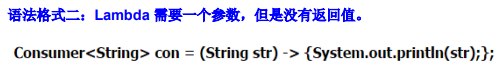 语法格式二：Lambda 需要一个参数，但是没有返回值。
Consumer<String> con = (String str) -> {System.out.println(str);};